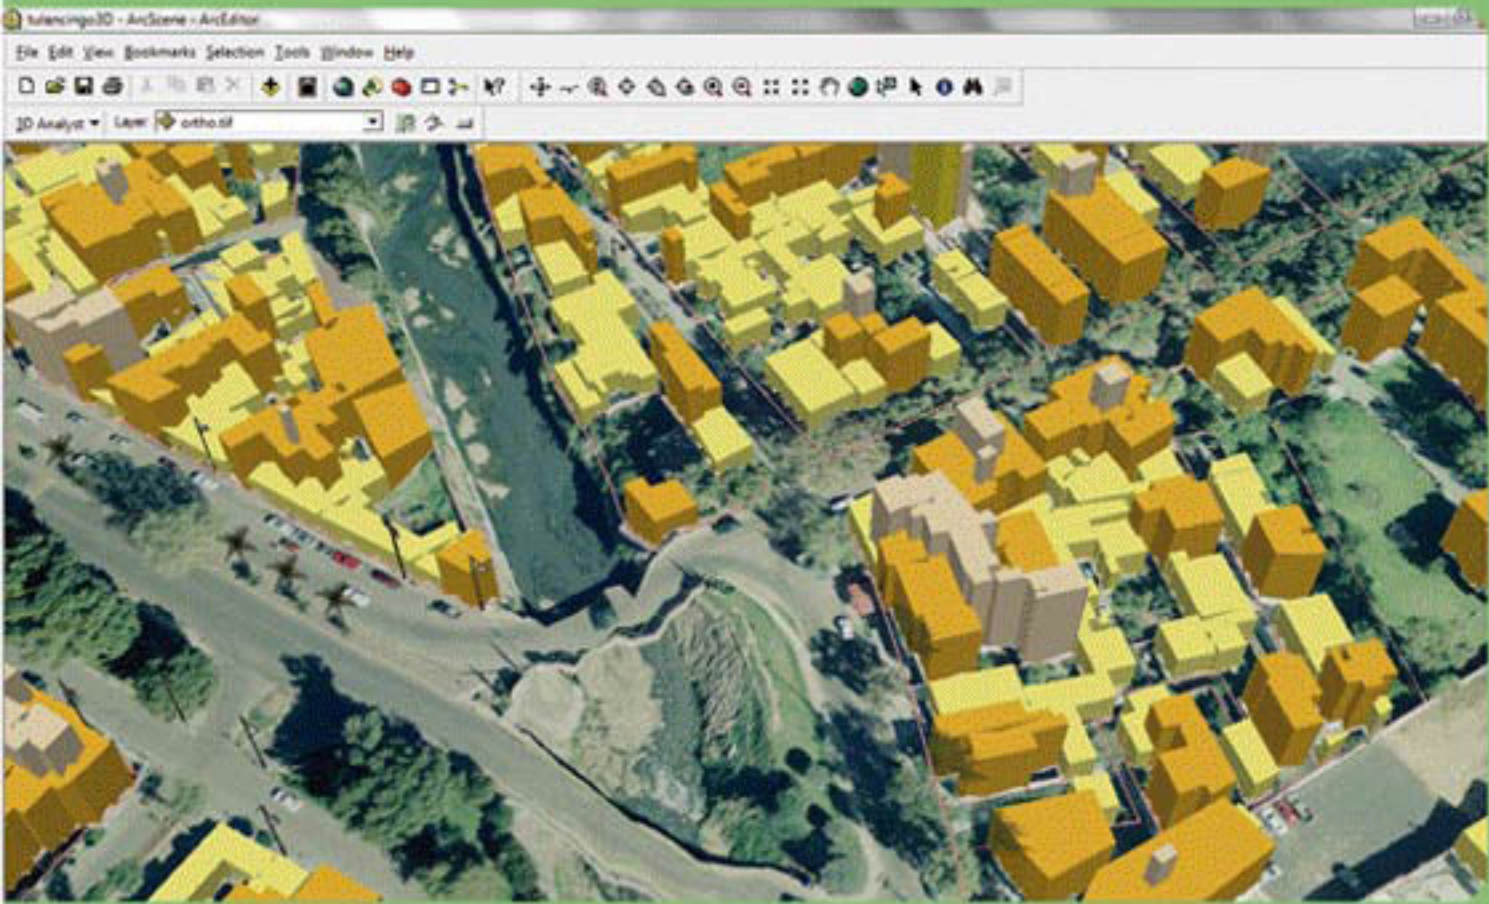 tulancingo3D - ArcScene - ArcEditor
File Edit View Bookmarks Selection Tools Window Help
3D Analyst Layer: ortho.tif